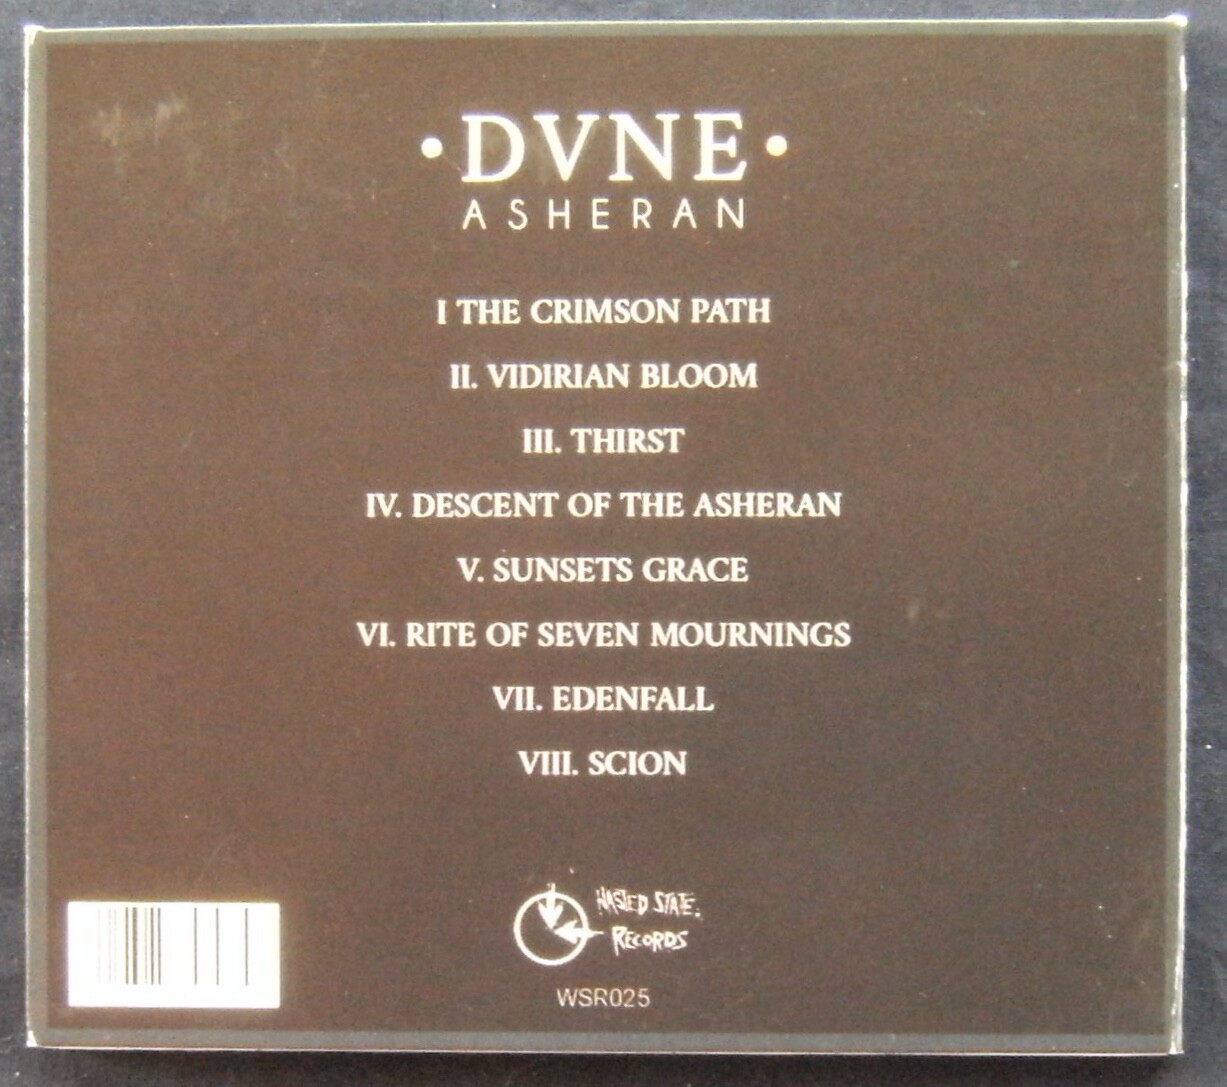 •DVNE•
ASHERAN
I THE CRIMSON PATH
II. VIDIRIAN BLOOM
III. THIRST
IV. DESCENT OF THE ASHERAN
V. SUNSETS GRACE
VI. RITE OF SEVEN MOURNINGS
VII. EDENFALL
VIII. SCION
WASTED STATE
RECORDS
WSR025